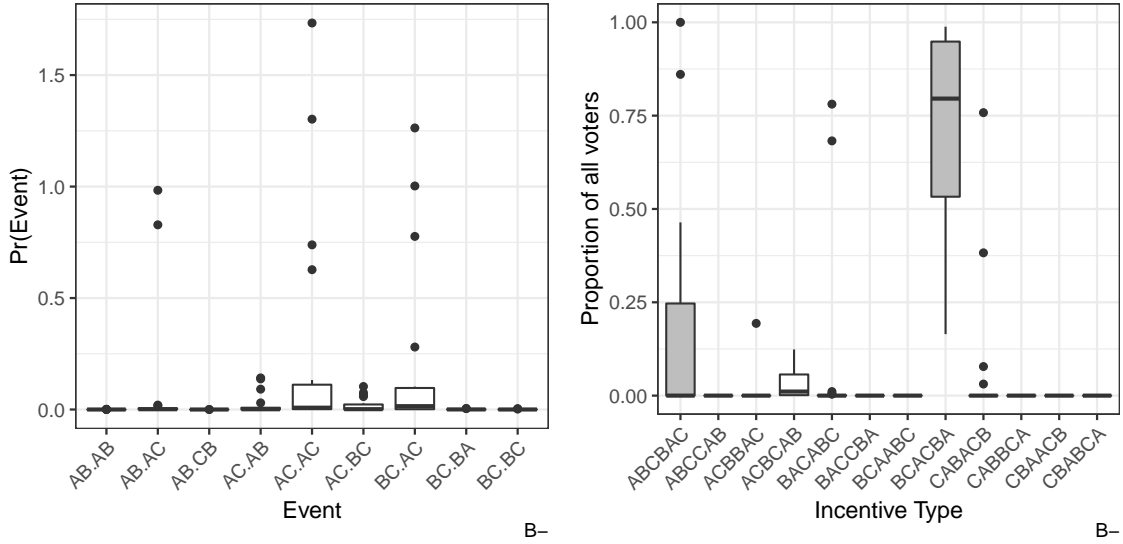 Pr(Event)
1.5
1.0
0.5
0.0
AB.AB
AB.AC
AB.CB
AC.AB
AC.AC
AC.BC
BC.AC
BC.BA
BC.BC
Event
B−
Proportion of all voters
1.00
0.75
0.50
0.25
0.00
ABCBAC
ABCCAB
ACBBAC
ACBCAB
BACABC
BACCBA
BCAABC
BCACBA
CABACB
CABBCA
CBAACB
CBABCA
Incentive Type
B−